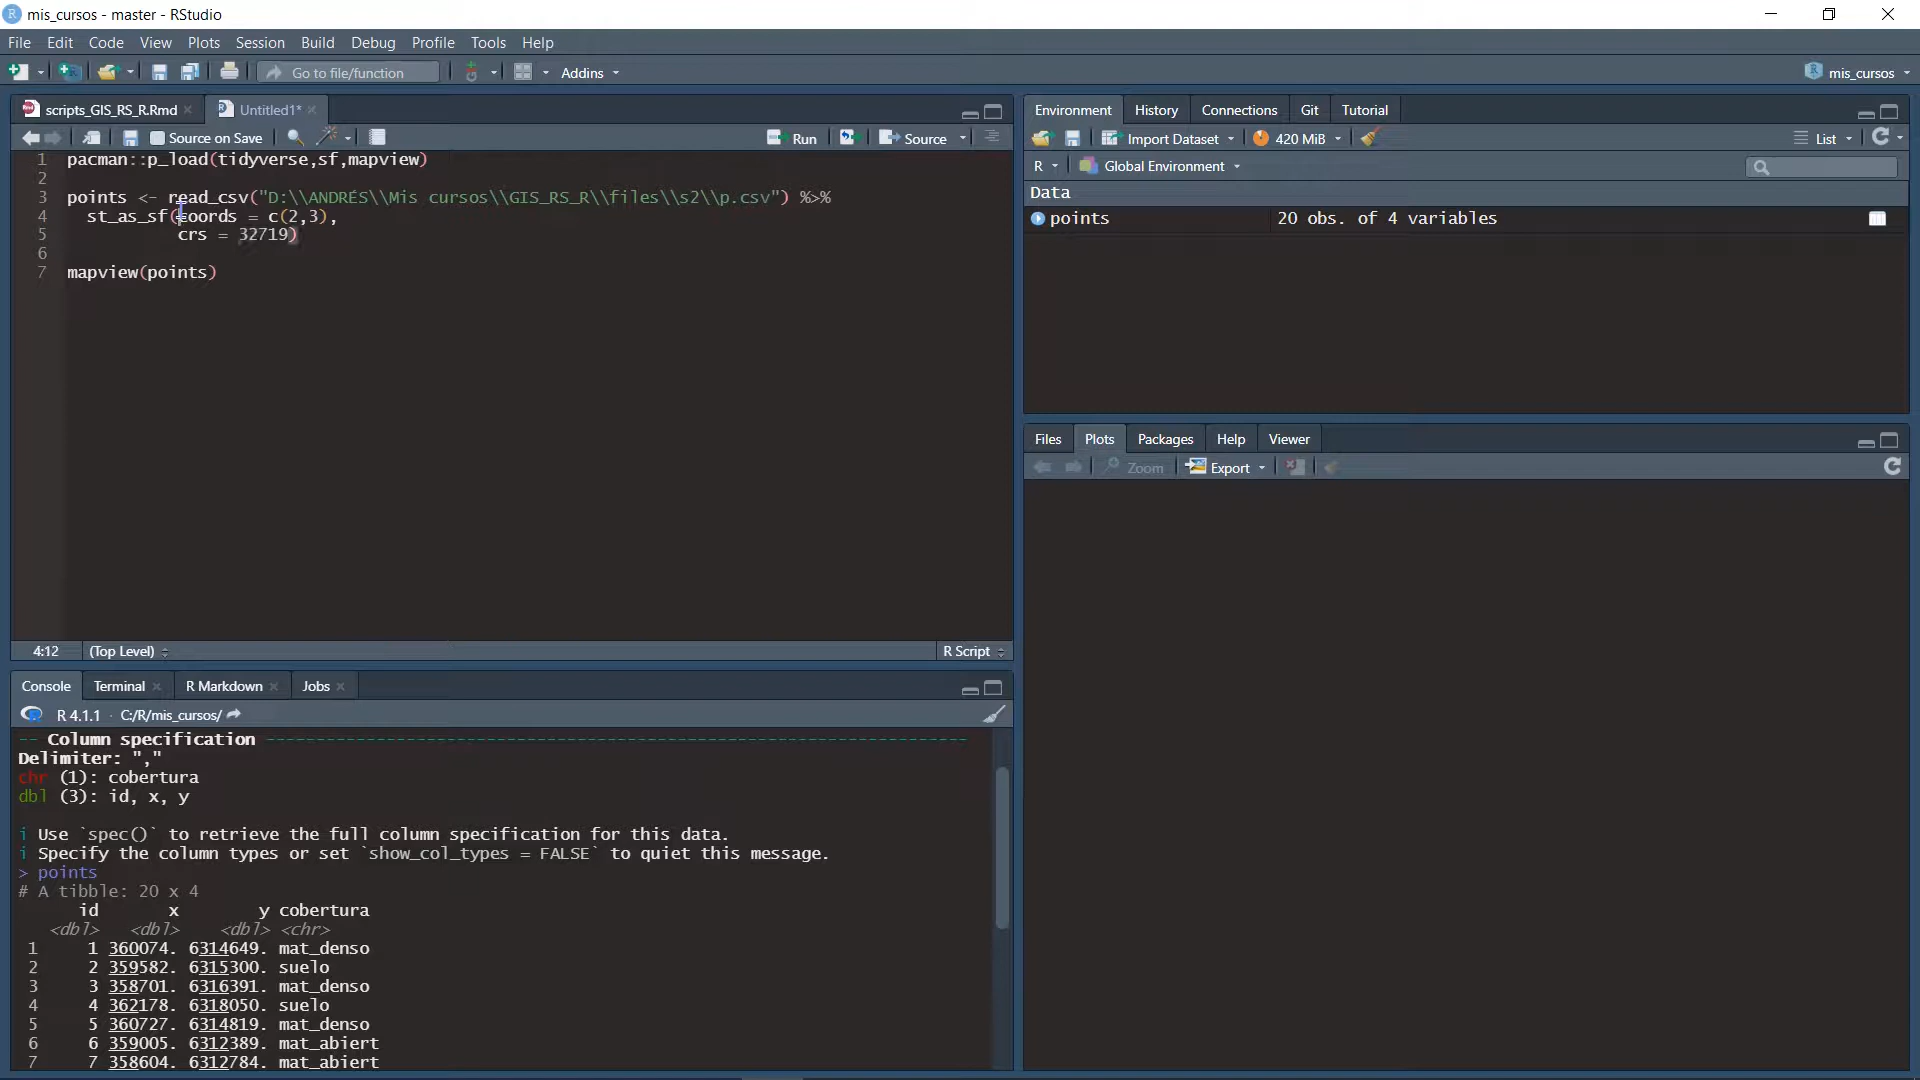 mis_cursos - master - RStudio
File Edit Code View Plots Session Build Debug Profile Tools Help
Go to file/function Addins mis_cursos
scripts_GIS_RS_R.Rmd Untitled1*
Source on Save Run Source
1 pacman::p_load(tidyverse,sf,mapview)
2
3 points <- read_csv("D:\\ANDRÉS\\Mis cursos\\GIS_RS_R\\files\\s2\\p.csv") %>%
4 st_as_sf(coords = c(2,3),
5 crs = 32719)
6
7 mapview(points)
4:12 (Top Level) R Script
Console Terminal R Markdown Jobs
R 4.1.1 · C:/R/mis_cursos/
-- Column specification --------------------------------------------------------
Delimiter: ","
chr (1): cobertura
dbl (3): id, x, y
i Use `spec()` to retrieve the full column specification for this data.
i Specify the column types or set `show_col_types = FALSE` to quiet this message.
> points
# A tibble: 20 x 4
id x y cobertura
<dbl> <dbl> <dbl> <chr>
1 1 360074. 6314649. mat_denso
2 2 359582. 6315300. suelo
3 3 358701. 6316391. mat_denso
4 4 362178. 6318050. suelo
5 5 360727. 6314819. mat_denso
6 6 359005. 6312389. mat_abiert
7 7 358604. 6312784. mat_abiert
Environment History Connections Git Tutorial
Import Dataset 420 MiB List
R Global Environment
Data
points 20 obs. of 4 variables
Files Plots Packages Help Viewer
Zoom Export